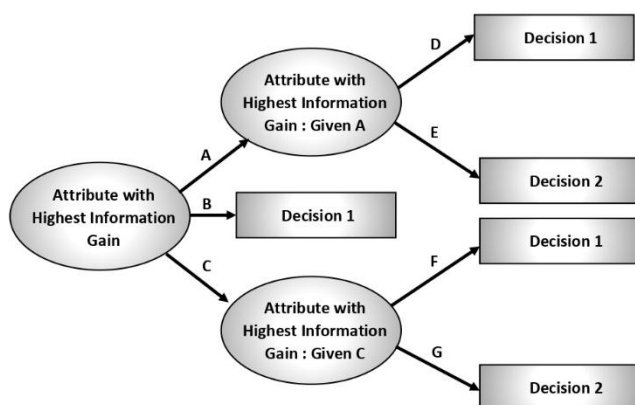 D
Decision 1
Attribute with
Highest Information
Gain : Given A
A
E
Decision 2
Attribute with
Highest Information
Gain
B
Decision 1
C
F
Decision 1
Attribute with
Highest Information
Gain : Given C
G
Decision 2